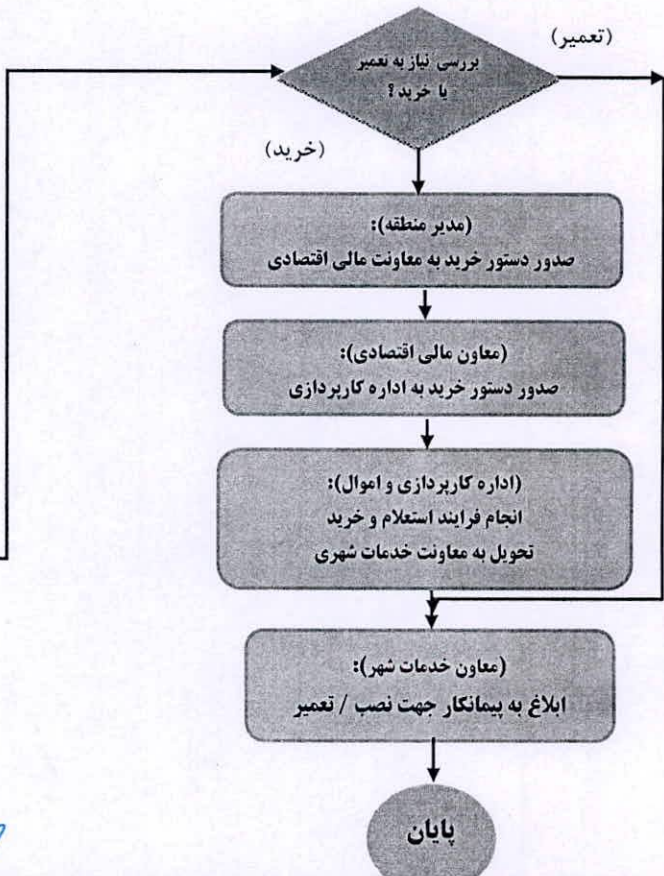 (تعمیر)
بررسی نیاز به تعمیر
یا خرید ؟
(خرید)
(مدیر منطقه):
صدور دستور خرید به معاونت مالی اقتصادی
(معاون مالی اقتصادی):
صدور دستور خرید به اداره کارپردازی
(اداره کارپردازی و اموال):
انجام فرایند استعلام و خرید
تحویل به معاونت خدمات شهری
(معاون خدمات شهر):
ابلاغ به پیمانکار جهت نصب / تعمیر
پایان